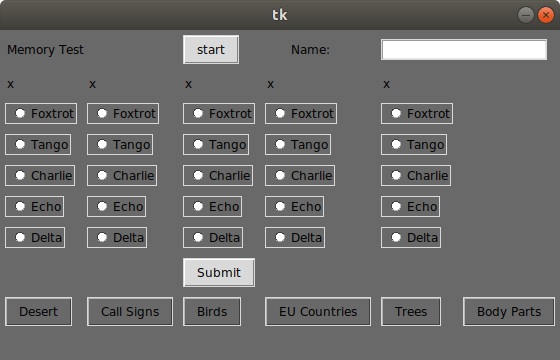 tk
Memory Test start Name:
x x x x x
Foxtrot Foxtrot Foxtrot Foxtrot Foxtrot
Tango Tango Tango Tango Tango
Charlie Charlie Charlie Charlie Charlie
Echo Echo Echo Echo Echo
Delta Delta Delta Delta Delta
Submit
Desert Call Signs Birds EU Countries Trees Body Parts